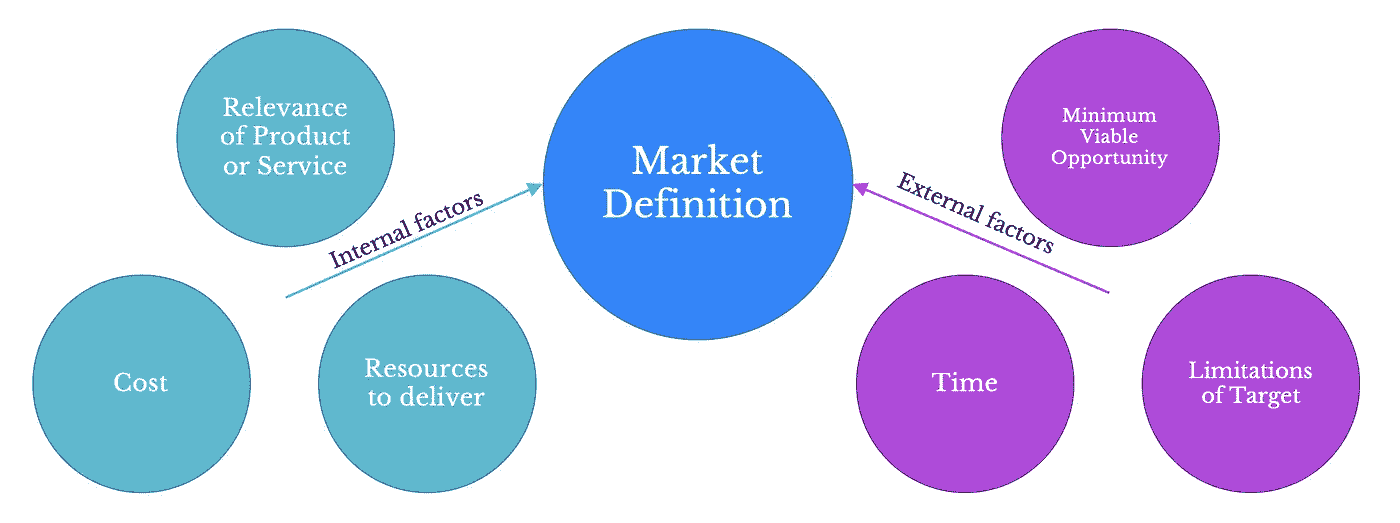 Relevance
of Product
or Service
Internal factors
Cost
Resources
to deliver
Market
Definition
External factors
Minimum
Viable
Opportunity
Time
Limitations
of Target